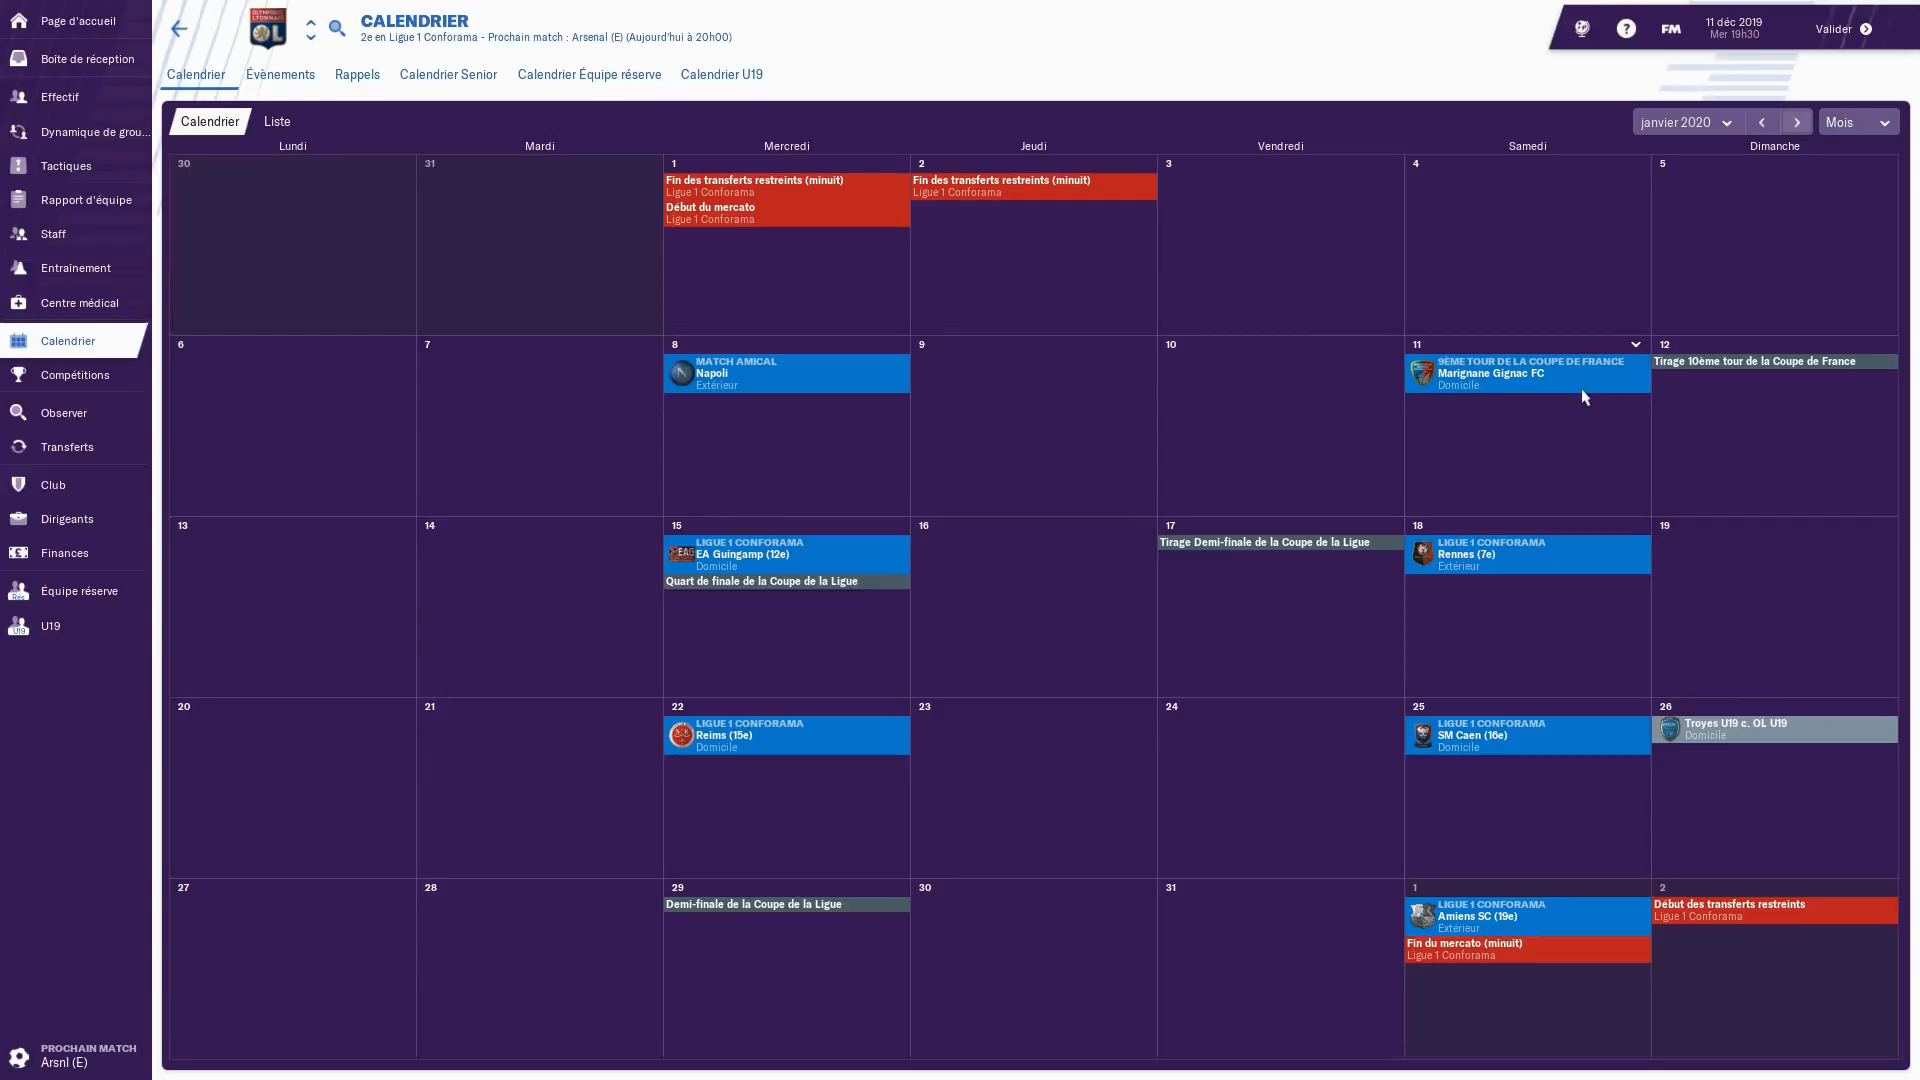 Page d'accueil
Boîte de réception
Effectif
Dynamique de grou...
Tactiques
Rapport d'équipe
Staff
Entraînement
Centre médical
Calendrier
Compétitions
Observer
Transferts
Club
Dirigeants
Finances
Équipe réserve
U19
PROCHAIN MATCH
Arsnl (E)
CALENDRIER
2e en Ligue 1 Conforama - Prochain match : Arsenal (E) (Aujourd'hui à 20h00)
FM
11 déc 2019
Mer 19h30
Valider
Calendrier Évènements Rappels Calendrier Senior Calendrier Équipe réserve Calendrier U19
Calendrier Liste
janvier 2020
Mois
Lundi Mardi Mercredi Jeudi Vendredi Samedi Dimanche
30 31 1 2 3 4 5
Fin des transferts restreints (minuit)
Ligue 1 Conforama
Début du mercato
Ligue 1 Conforama
Fin des transferts restreints (minuit)
Ligue 1 Conforama
6 7 8 9 10 11 12
MATCH AMICAL
Napoli
Extérieur
9ÈME TOUR DE LA COUPE DE FRANCE
Marignane Gignac FC
Domicile
Tirage 10ème tour de la Coupe de France
13 14 15 16 17 18 19
LIGUE 1 CONFORAMA
EA Guingamp (12e)
Domicile
Quart de finale de la Coupe de la Ligue
Tirage Demi-finale de la Coupe de la Ligue
LIGUE 1 CONFORAMA
Rennes (7e)
Extérieur
20 21 22 23 24 25 26
LIGUE 1 CONFORAMA
Reims (15e)
Domicile
LIGUE 1 CONFORAMA
SM Caen (16e)
Domicile
Troyes U19 c. OL U19
Domicile
27 28 29 30 31 1 2
Demi-finale de la Coupe de la Ligue
LIGUE 1 CONFORAMA
Amiens SC (19e)
Extérieur
Fin du mercato (minuit)
Ligue 1 Conforama
Début des transferts restreints
Ligue 1 Conforama